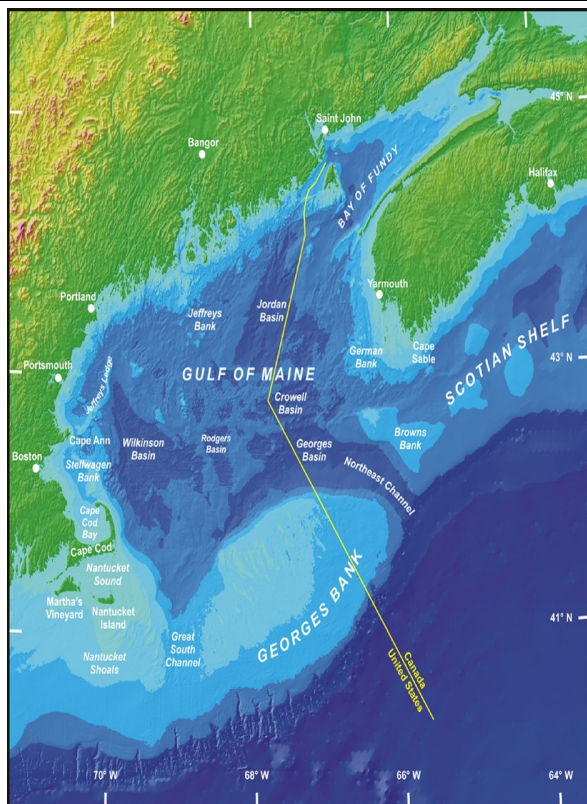 45° N
Saint John
Bangor
BAY OF FUNDY
Halifax
Yarmouth
Portland
Jordan
Basin
Jeffreys
Bank
German
Bank
Cape
Sable
SCOTIAN SHELF
43° N
Portsmouth
Jeffreys Ledge
GULF OF MAINE
Crowell
Basin
Cape Ann
Wilkinson
Basin
Rodgers
Basin
Georges
Basin
Browns
Bank
Boston
Stellwagen
Bank
Northeast Channel
Cape
Cod
Bay
Cape Cod
Nantucket
Sound
Martha's
Vineyard
Nantucket
Island
GEORGES BANK
Great
South
Channel
41° N
Nantucket
Shoals
Canada
United States
70° W
68° W
66° W
64° W